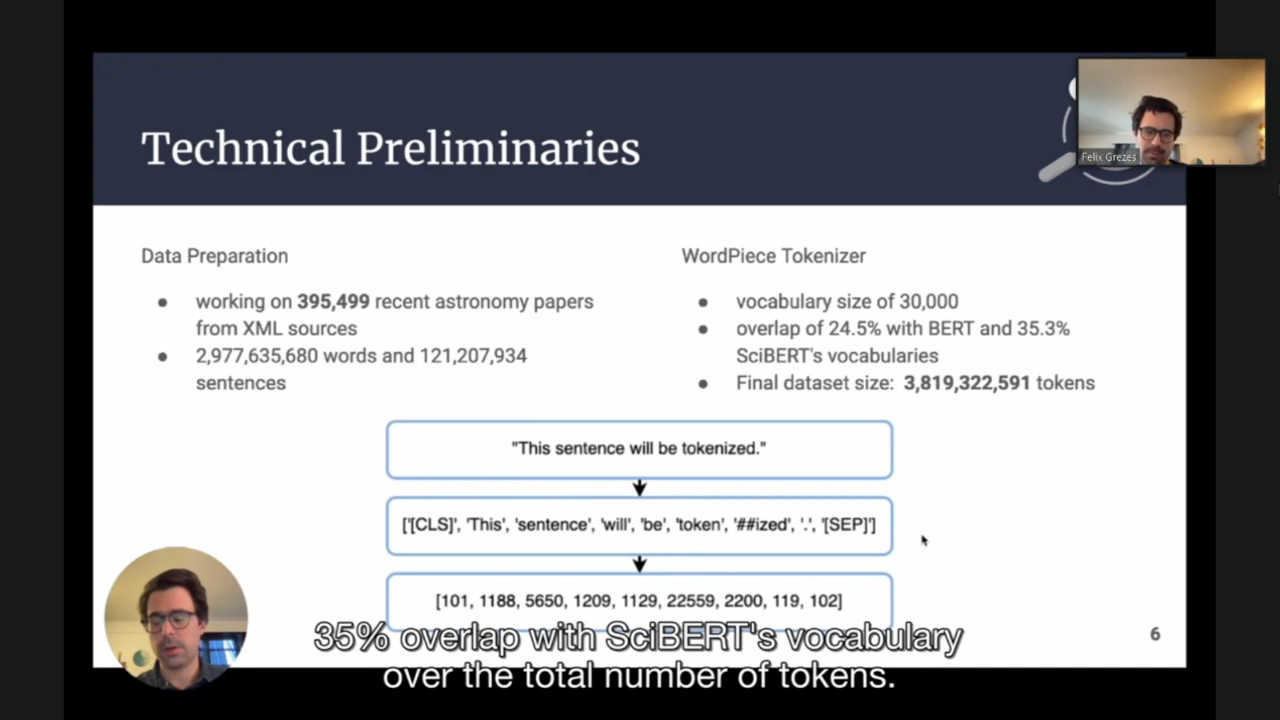 Technical Preliminaries
Felix Grezes
Data Preparation
● working on 395,499 recent astronomy papers
from XML sources
● 2,977,635,680 words and 121,207,934
sentences
WordPiece Tokenizer
● vocabulary size of 30,000
● overlap of 24.5% with BERT and 35.3%
SciBERT's vocabularies
● Final dataset size: 3,819,322,591 tokens
"This sentence will be tokenized."
['[CLS]', 'This', 'sentence', 'will', 'be', 'token', '##ized', '.', '[SEP]']
[101, 1188, 5650, 1209, 1129, 22559, 2200, 119, 102]
6
35% overlap with SciBERT's vocabulary
over the total number of tokens.